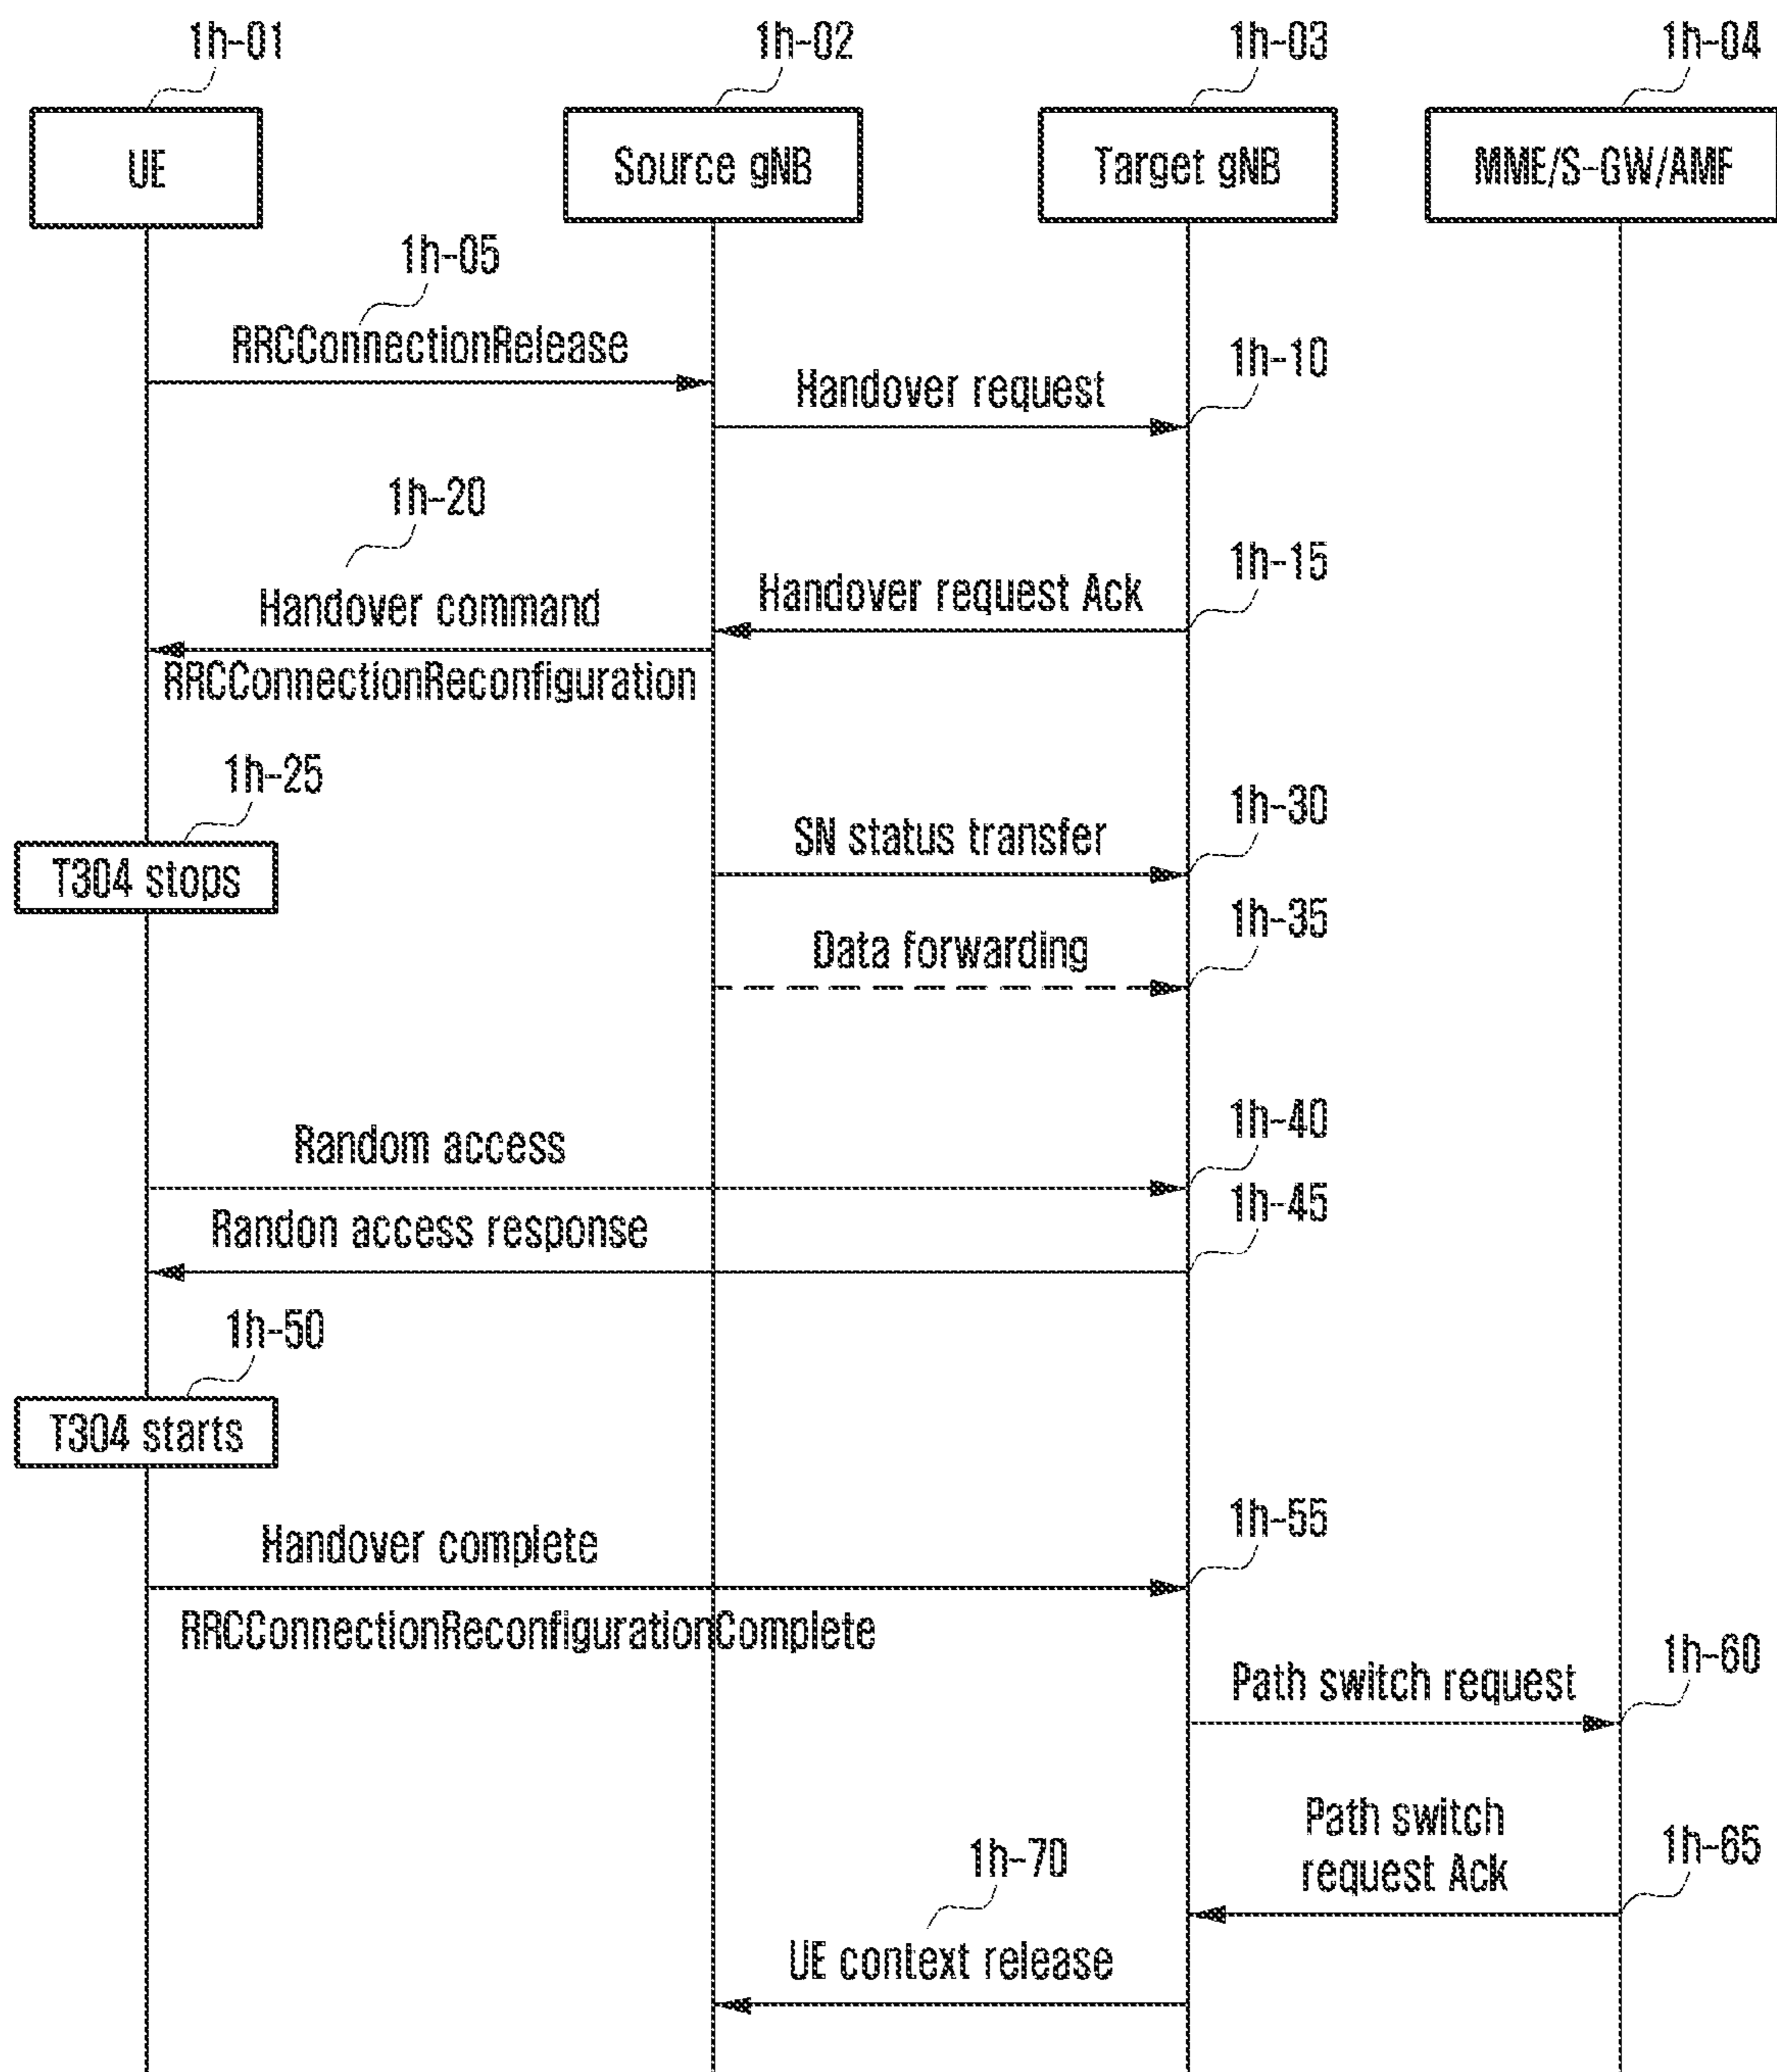 1h-01
1h-02
1h-03
1h-04
UE
Source gNB
Target gNB
MME/S-GW/AMF
1h-05
RRCConnectionRelease
1h-10
Handover request
1h-20
1h-15
Handover command
Handover request Ack
RRCConnectionReconfiguration
1h-25
T304 stops
1h-30
SN status transfer
1h-35
Data forwarding
1h-40
Random access
1h-45
Randon access response
1h-50
T304 starts
1h-55
Handover complete
RRCConnectionReconfigurationComplete
1h-60
Path switch request
Path switch
request Ack
1h-65
1h-70
UE context release